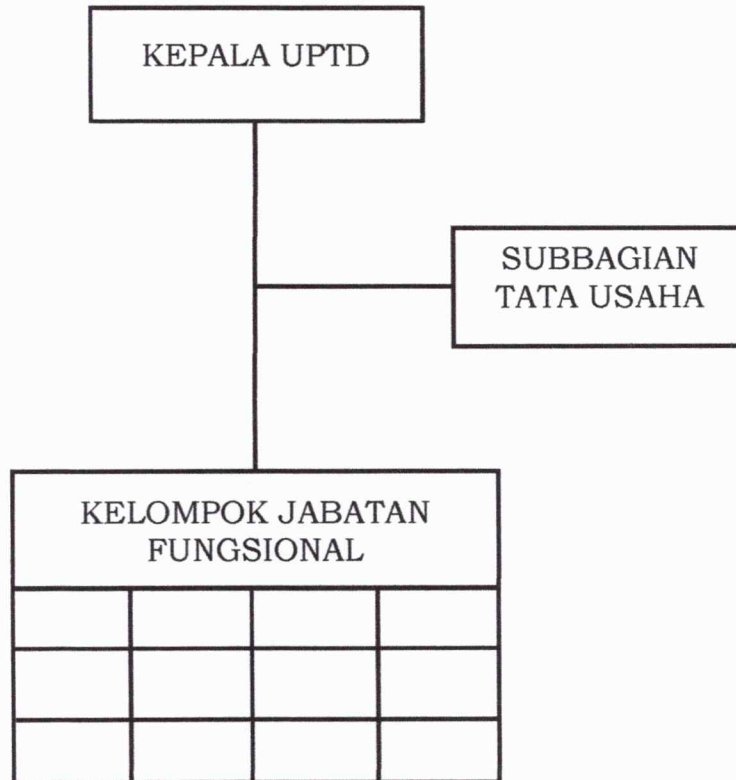 KEPALA UPTD
SUBBAGIAN
TATA USAHA
KELOMPOK JABATAN
FUNGSIONAL